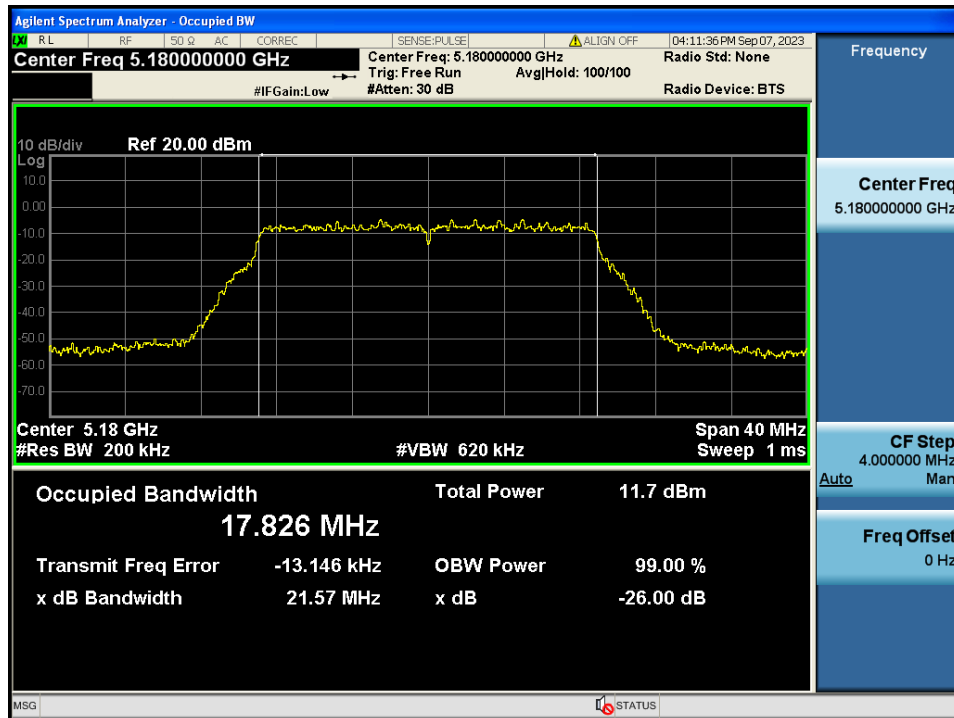 Agilent Spectrum Analyzer - Occupied BW
LXI RL RF 50 Ω AC CORREC SENSE:PULSE ALIGN OFF 04:11:36 PM Sep 07, 2023
Center Freq 5.180000000 GHz
Center Freq: 5.180000000 GHz
Radio Std: None
Trig: Free Run Avg|Hold: 100/100
#IFGain:Low
#Atten: 30 dB
Radio Device: BTS
10 dB/div Ref 20.00 dBm
Log
10.0
0.00
-10.0
-20.0
-30.0
-40.0
-50.0
-60.0
-70.0
Center 5.18 GHz Span 40 MHz
#Res BW 200 kHz #VBW 620 kHz Sweep 1 ms
Occupied Bandwidth Total Power 11.7 dBm
17.826 MHz
Transmit Freq Error -13.146 kHz OBW Power 99.00 %
x dB Bandwidth 21.57 MHz x dB -26.00 dB
Frequency
Center Freq
5.180000000 GHz
CF Step
4.000000 MHz
Auto Man
Freq Offset
0 Hz
MSG STATUS